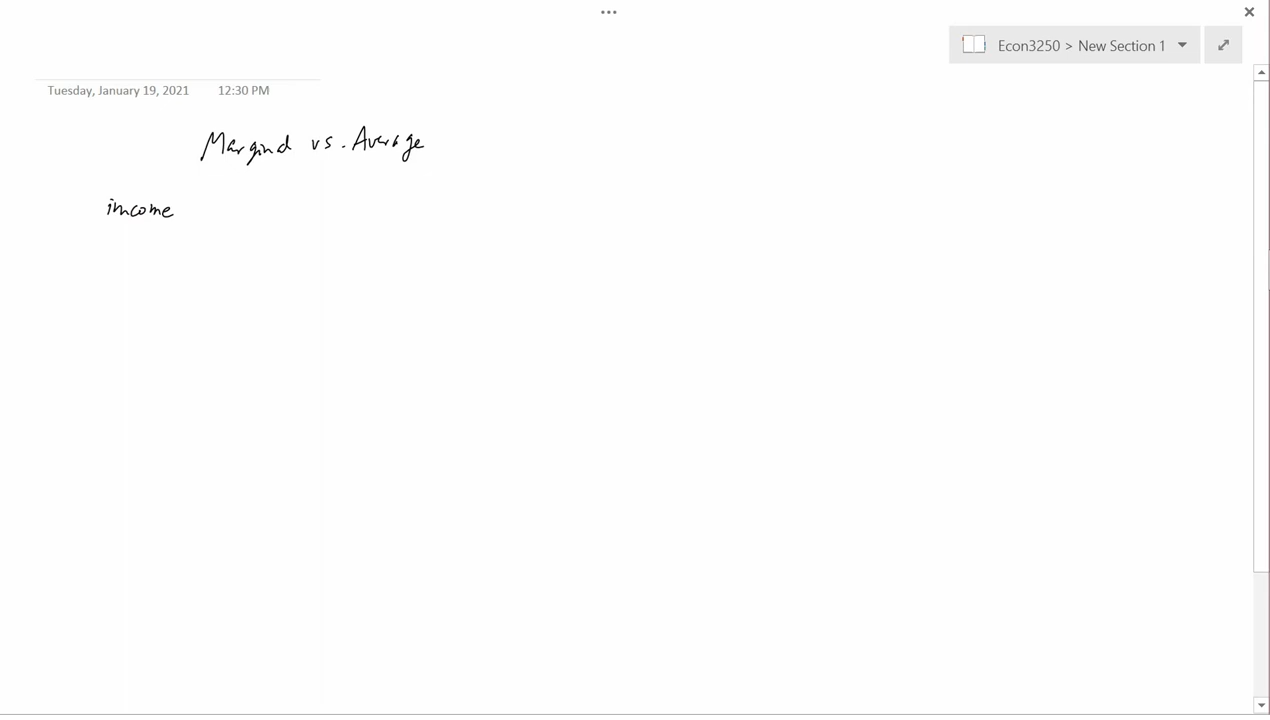 Econ3250 > New Section 1
Tuesday, January 19, 2021 12:30 PM
Marginal vs. Average
income